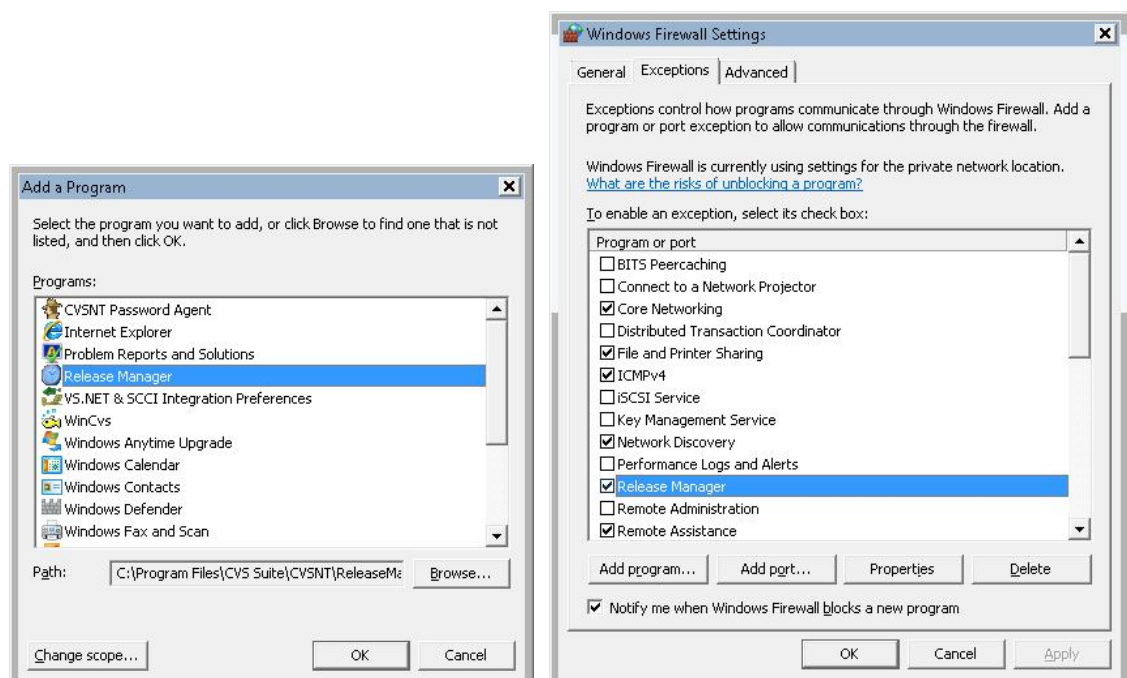 Add a Program
Select the program you want to add, or click Browse to find one that is not
listed, and then click OK.
Programs:
CVSNT Password Agent
Internet Explorer
Problem Reports and Solutions
Release Manager
VS.NET & SCCI Integration Preferences
WinCvs
Windows Anytime Upgrade
Windows Calendar
Windows Contacts
Windows Defender
Windows Fax and Scan
Path:
C:\Program Files\CVS Suite\CVSNT\ReleaseMa
Browse...
Change scope...
OK
Cancel
Windows Firewall Settings
General
Exceptions
Advanced
Exceptions control how programs communicate through Windows Firewall. Add a
program or port exception to allow communications through the firewall.
Windows Firewall is currently using settings for the private network location.
What are the risks of unblocking a program?
To enable an exception, select its check box:
Program or port
BITS Peercaching
Connect to a Network Projector
Core Networking
Distributed Transaction Coordinator
File and Printer Sharing
ICMPv4
iSCSI Service
Key Management Service
Network Discovery
Performance Logs and Alerts
Release Manager
Remote Administration
Remote Assistance
Add program...
Add port...
Properties
Delete
Notify me when Windows Firewall blocks a new program
OK
Cancel
Apply